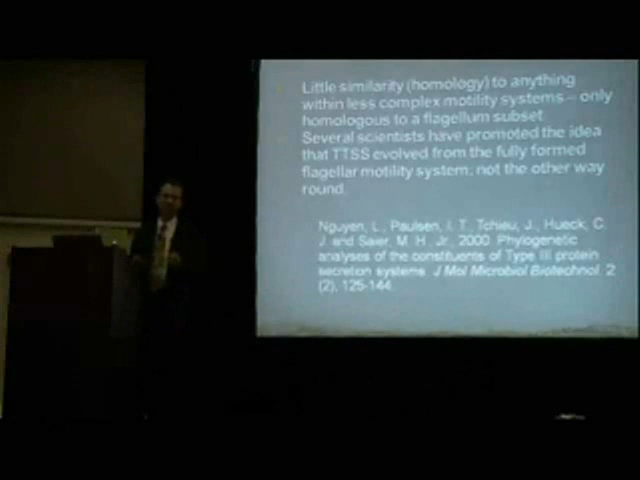 Little similarity (homology) to anything
within less complex motility systems – only
homologous to a flagellum subset.
Several scientists have promoted the idea
that TTSS evolved from the fully formed
flagellar motility system; not the other way
round.
Nguyen, L., Paulsen, I. T., Tchieu, J., Hueck, C.
J. and Saier, M. H., Jr., 2000. Phylogenetic
analyses of the constituents of Type III protein
secretion systems. J Mol Microbiol Biotechnol. 2
(2), 125-144.